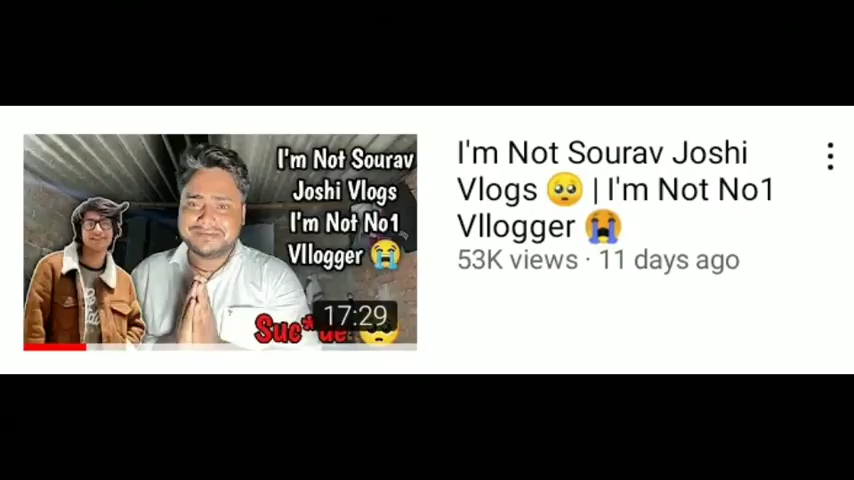 I'm Not Sourav
Joshi Vlogs
I'm Not No1
Vllogger 😭
17:29
I'm Not Sourav Joshi
Vlogs 🥺 | I'm Not No1
Vllogger 😭
53K views · 11 days ago